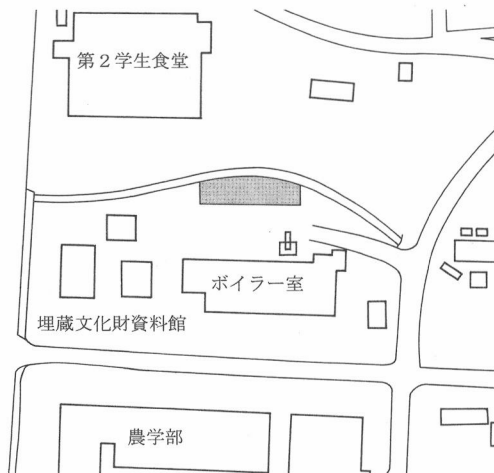 第２学生食堂
ボイラー室
埋蔵文化財資料館
農学部